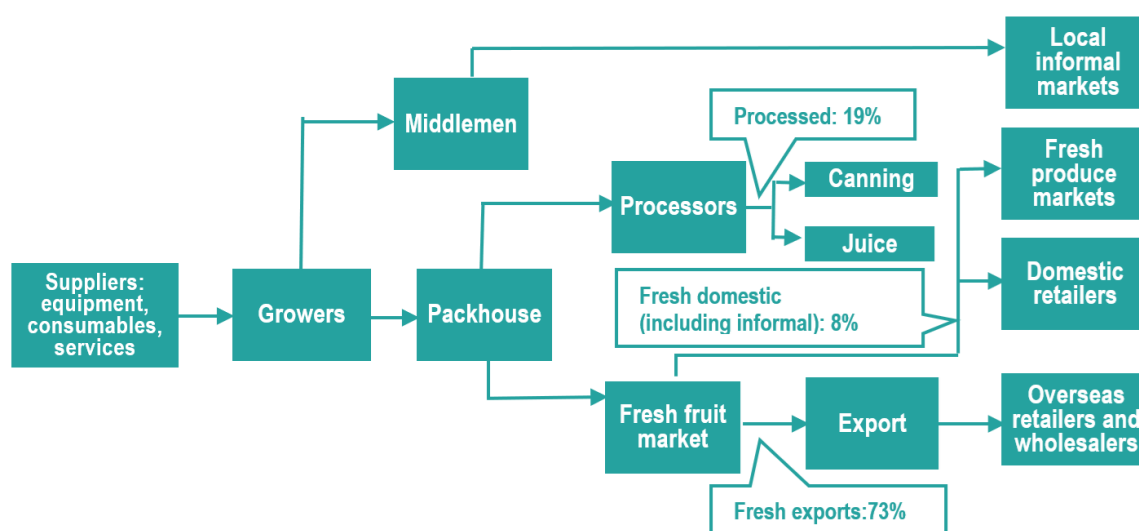 Local
informal
markets
Middlemen
Processed: 19%
Fresh
produce
markets
Canning
Processors
Juice
Suppliers:
equipment,
consumables,
services
Growers
Packhouse
Fresh domestic
(including informal): 8%
Domestic
retailers
Fresh fruit
market
Export
Overseas
retailers and
wholesalers
Fresh exports:73%